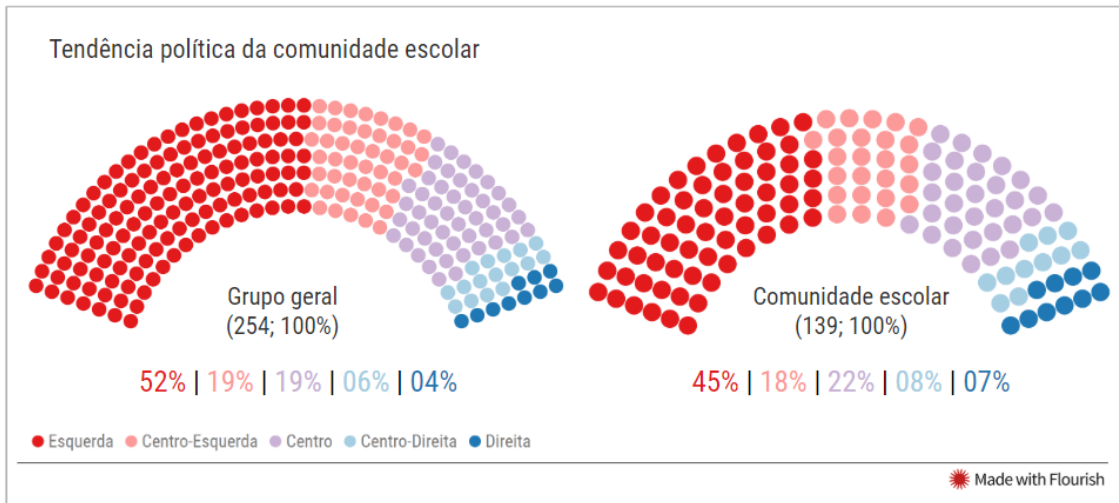 Tendência política da comunidade escolar
Grupo geral
(254; 100%)
Comunidade escolar
(139; 100%)
52% | 19% | 19% | 06% | 04%
45% | 18% | 22% | 08% | 07%
Esquerda Centro-Esquerda Centro Centro-Direita Direita
Made with Flourish